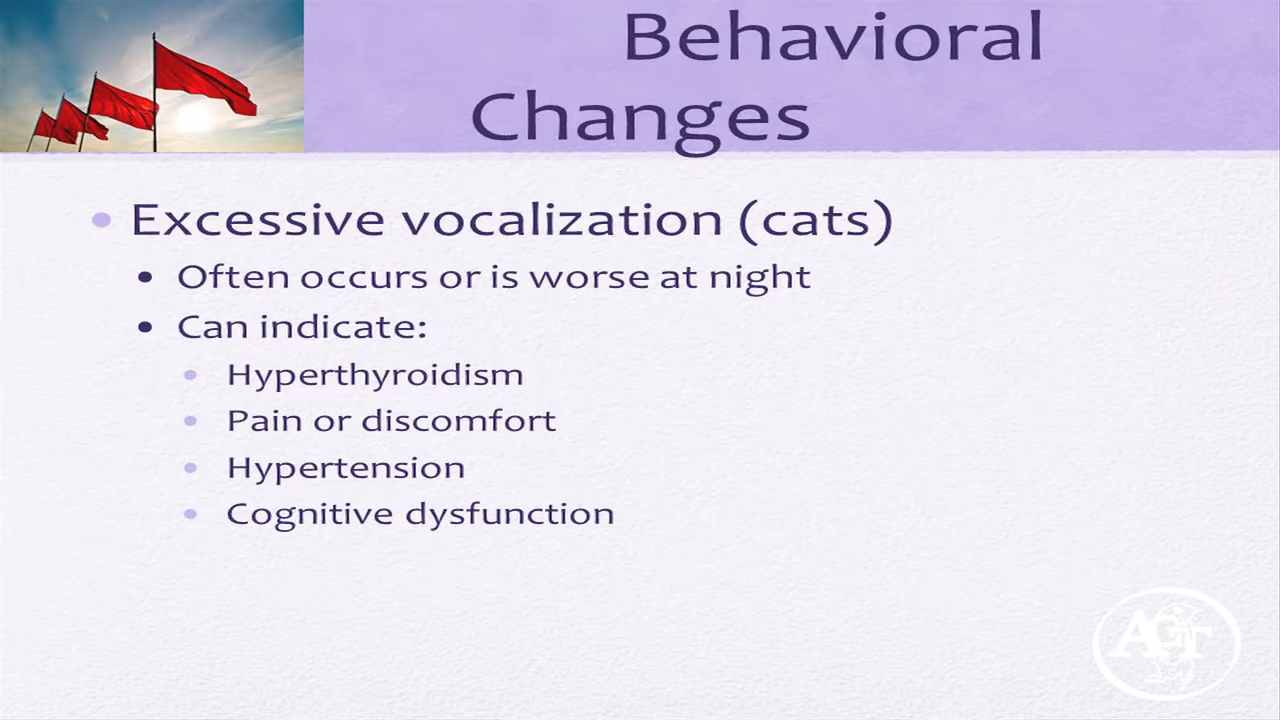 Behavioral
Changes
• Excessive vocalization (cats)
• Often occurs or is worse at night
• Can indicate:
• Hyperthyroidism
• Pain or discomfort
• Hypertension
• Cognitive dysfunction
AGT